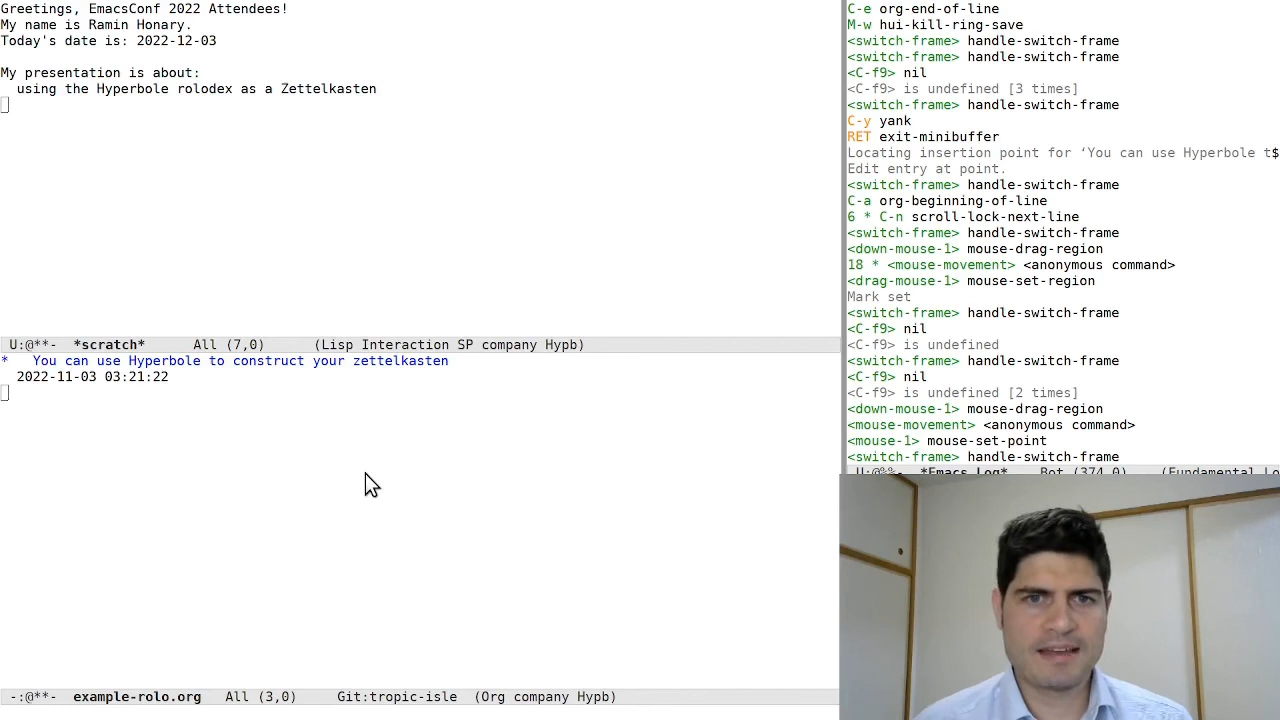 Greetings, EmacsConf 2022 Attendees!
My name is Ramin Honary.
Today's date is: 2022-12-03
My presentation is about:
using the Hyperbole rolodex as a Zettelkasten
U:@**- *scratch* All (7,0) (Lisp Interaction SP company Hypb)
* You can use Hyperbole to construct your zettelkasten
2022-11-03 03:21:22
-:@**- example-rolo.org All (3,0) Git:tropic-isle (Org company Hypb)
C-e org-end-of-line
M-w hui-kill-ring-save
<switch-frame> handle-switch-frame
<switch-frame> handle-switch-frame
<C-f9> nil
<C-f9> is undefined [3 times]
<switch-frame> handle-switch-frame
C-y yank
RET exit-minibuffer
Locating insertion point for ‘You can use Hyperbole t$
Edit entry at point.
<switch-frame> handle-switch-frame
C-a org-beginning-of-line
6 * C-n scroll-lock-next-line
<switch-frame> handle-switch-frame
<down-mouse-1> mouse-drag-region
18 * <mouse-movement> <anonymous command>
<drag-mouse-1> mouse-set-region
Mark set
<switch-frame> handle-switch-frame
<C-f9> nil
<C-f9> is undefined
<switch-frame> handle-switch-frame
<C-f9> nil
<C-f9> is undefined [2 times]
<down-mouse-1> mouse-drag-region
<mouse-movement> <anonymous command>
<mouse-1> mouse-set-point
<switch-frame> handle-switch-frame
U:@%%- *Emacs Log* Bot (374,0) (Fundamental Lo